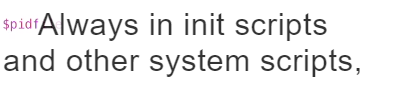 $pidfAlways in init scripts
and other system scripts,